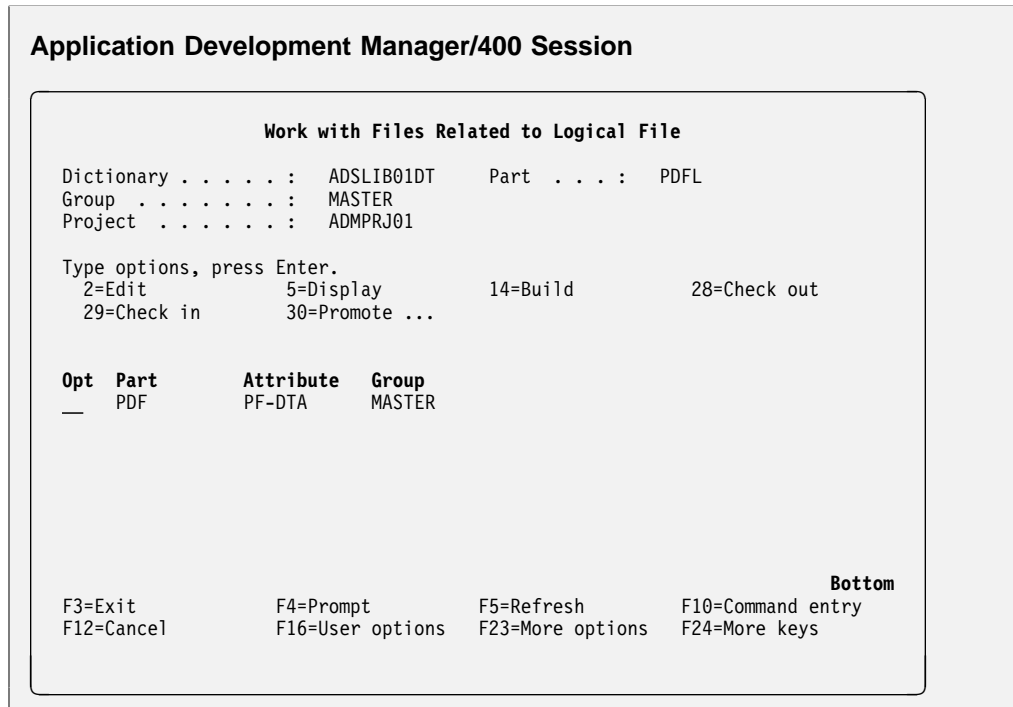 Application Development Manager/400 Session
Work with Files Related to Logical File
Dictionary . . . . . :   ADSLIB01DT   Part  . . . :   PDFL
Group  . . . . . . . :   MASTER
Project  . . . . . . :   ADMPRJ01
Type options, press Enter.
2=Edit   5=Display   14=Build   28=Check out
29=Check in   30=Promote ...
Opt  Part   Attribute   Group
__   PDF   PF-DTA   MASTER
Bottom
F3=Exit   F4=Prompt   F5=Refresh   F10=Command entry
F12=Cancel   F16=User options   F23=More options   F24=More keys